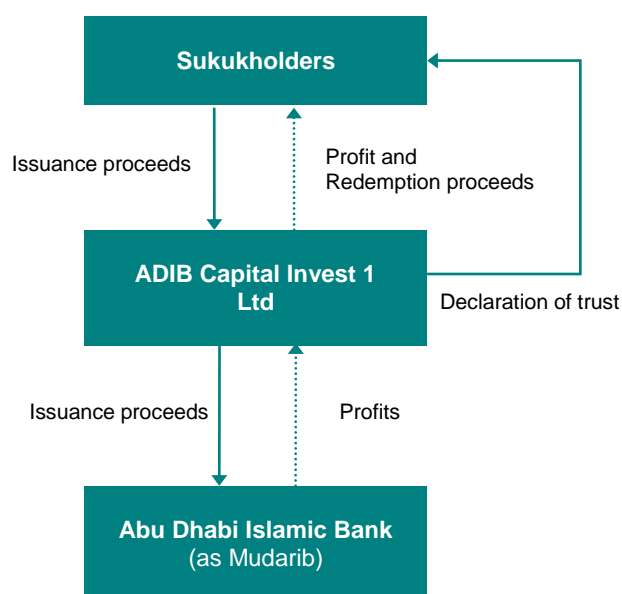 Sukukholders
Issuance proceeds
Profit and
Redemption proceeds
ADIB Capital Invest 1
Ltd
Declaration of trust
Issuance proceeds
Profits
Abu Dhabi Islamic Bank
(as Mudarib)